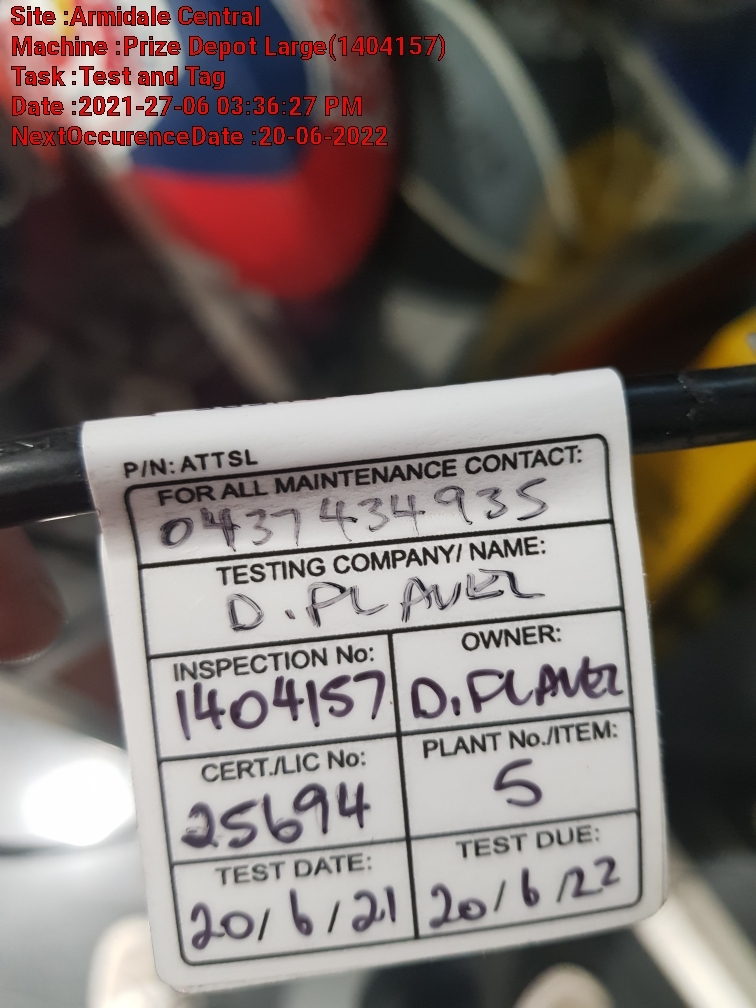 Site :Armidale Central
Machine :Prize Depot Large(1404157)
Task :Test and Tag
Date :2021-27-06 03:36:27 PM
NextOccurenceDate :20-06-2022
P/N: ATTSL
FOR ALL MAINTENANCE CONTACT:
0437434935
TESTING COMPANY/ NAME:
D. PLAVEZ
INSPECTION No:
1404157
OWNER:
D. PLAVEZ
CERT./LIC No:
25694
PLANT No./ITEM:
5
TEST DATE:
20/6/21
TEST DUE:
20/6/22